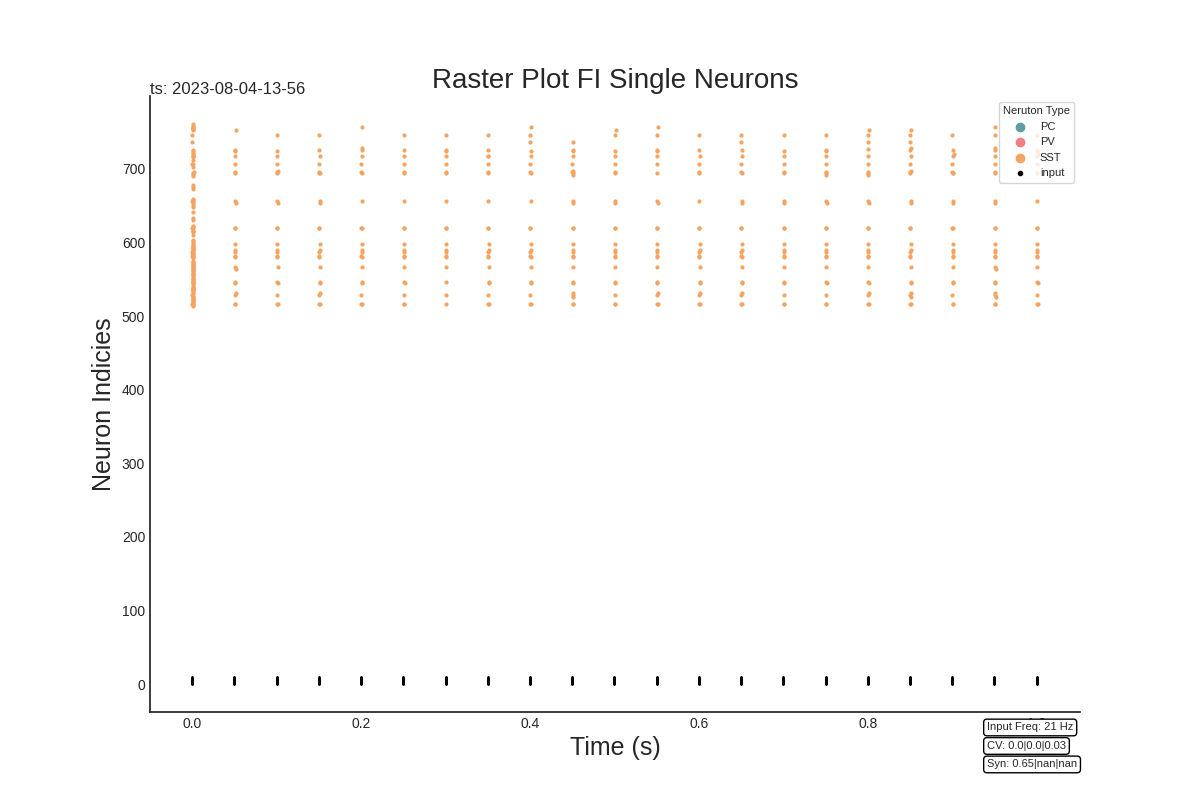 Raster Plot FI Single Neurons
ts: 2023-08-04-13-56
Neruton Type
PC
PV
SST
input
Neuron Indicies
700
600
500
400
300
200
100
0
0.0
0.2
0.4
0.6
0.8
Time (s)
Input Freq: 21 Hz
CV: 0.0|0.0|0.03
Syn: 0.65|nan|nan